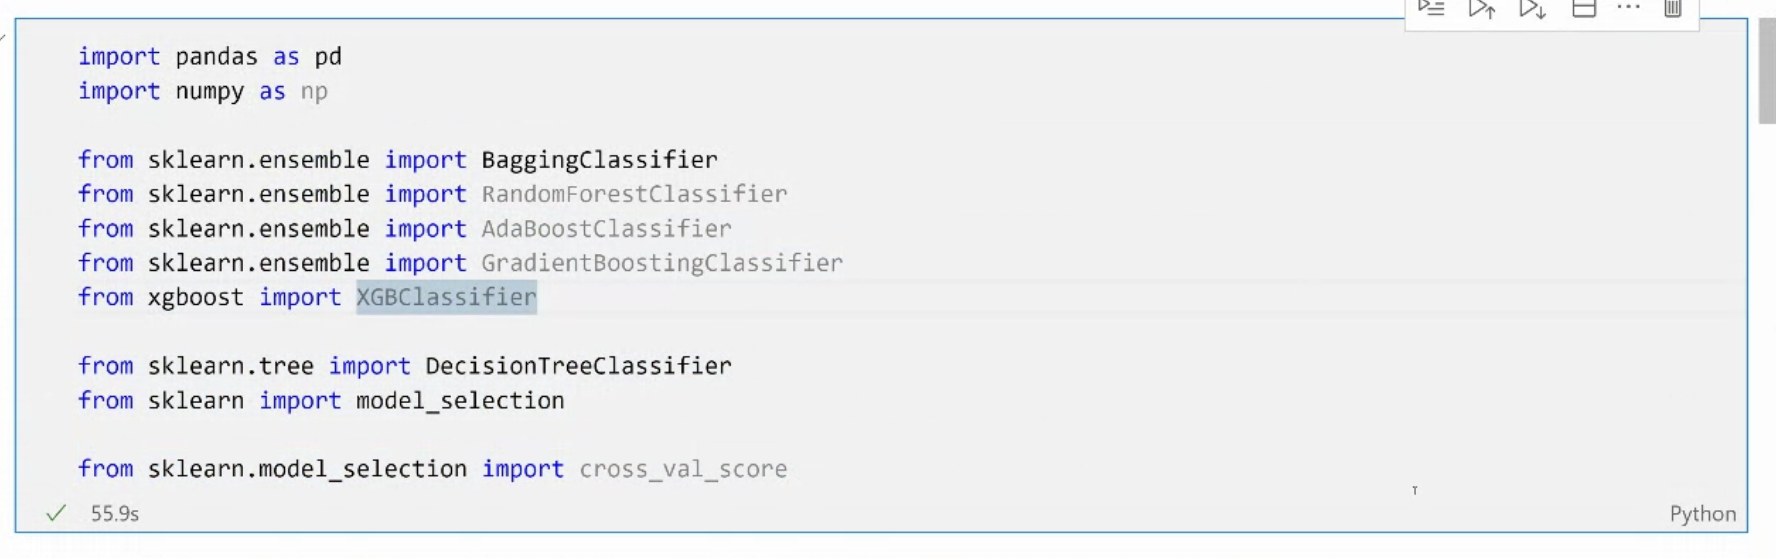 import pandas as pd
import numpy as np
from sklearn.ensemble import BaggingClassifier
from sklearn.ensemble import RandomForestClassifier
from sklearn.ensemble import AdaBoostClassifier
from sklearn.ensemble import GradientBoostingClassifier
from xgboost import XGBClassifier
from sklearn.tree import DecisionTreeClassifier
from sklearn import model_selection
from sklearn.model_selection import cross_val_score
55.9s
Python